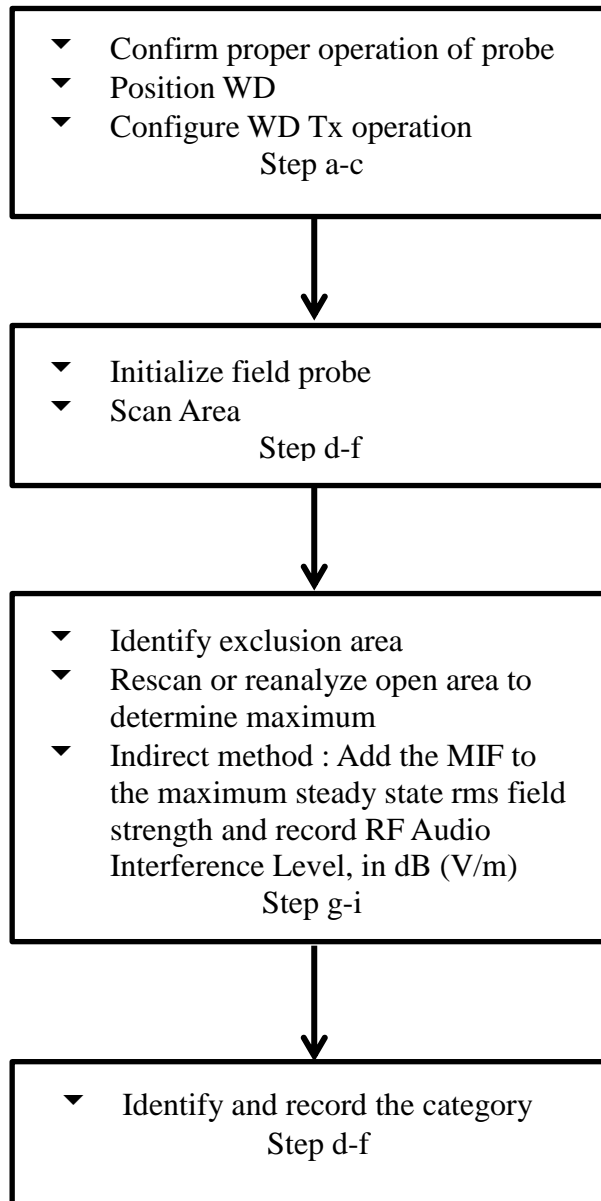 Confirm proper operation of probe
Position WD
Configure WD Tx operation
Step a-c
Initialize field probe
Scan Area
Step d-f
Identify exclusion area
Rescan or reanalyze open area to
determine maximum
Indirect method : Add the MIF to
the maximum steady state rms field
strength and record RF Audio
Interference Level, in dB (V/m)
Step g-i
Identify and record the category
Step d-f